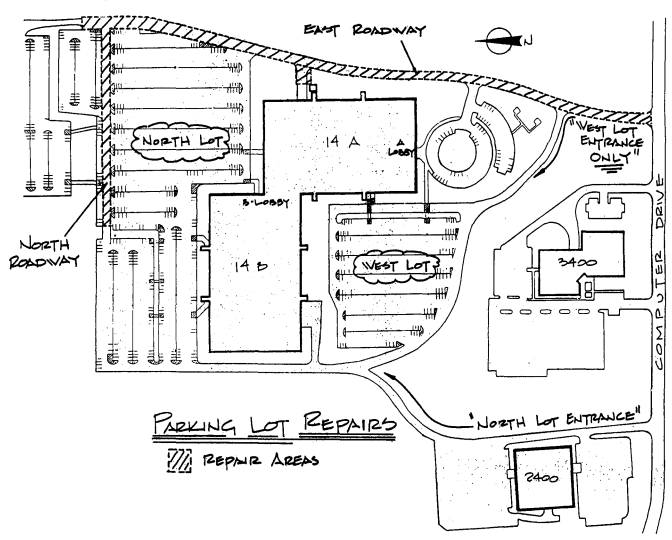 EAST ROADWAY
N
NORTH LOT
14 A
A
LOBBY
"WEST LOT
ENTRANCE
ONLY"
B-LOBBY
NORTH
ROADWAY
14 B
WEST LOT
3400
COMPUTER DRIVE
"NORTH LOT ENTRANCE"
PARKING LOT REPAIRS
REPAIR AREAS
2400